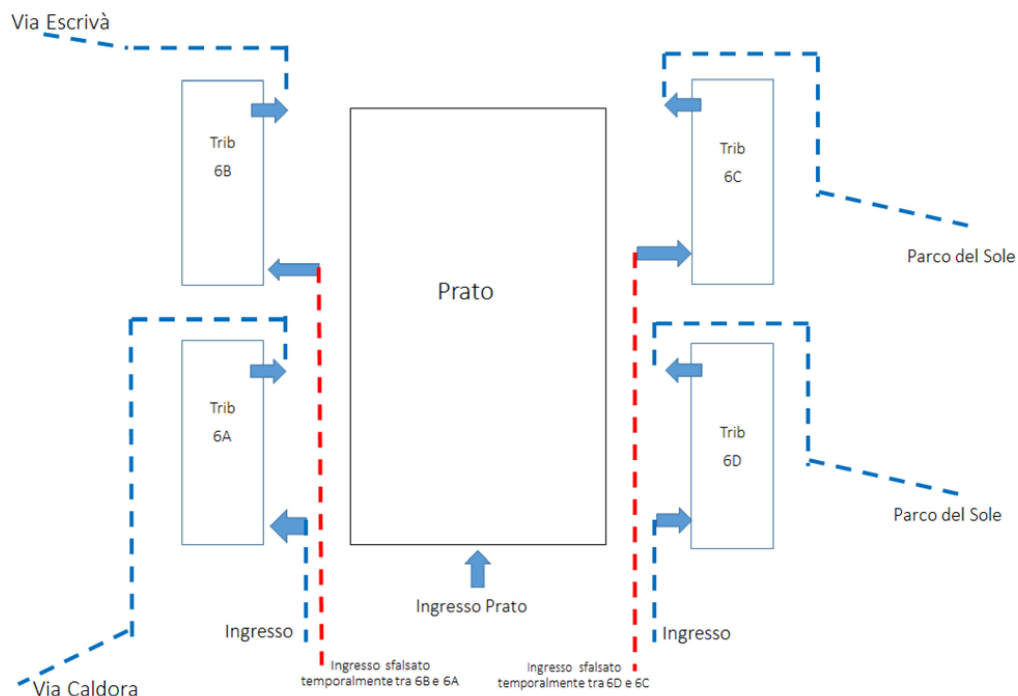 Via Escrivà
Trib
6B
Trib
6C
Parco del Sole
Prato
Trib
6A
Trib
6D
Parco del Sole
Ingresso Prato
Ingresso
Ingresso
Ingresso sfalsato
temporalmente tra 6B e 6A
Ingresso sfalsato
temporalmente tra 6D e 6C
Via Caldora